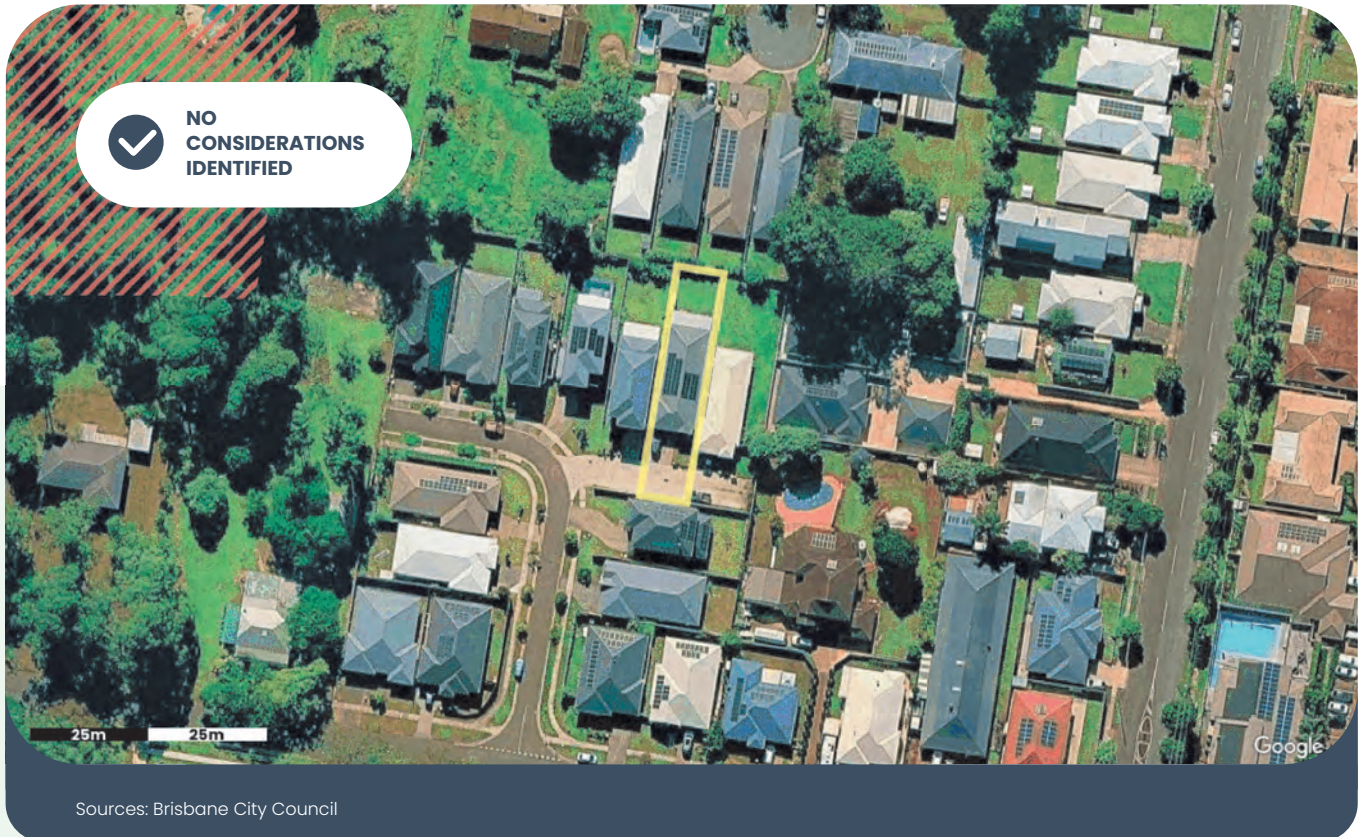 NO
CONSIDERATIONS
IDENTIFIED
25m 25m
Google
Sources: Brisbane City Council